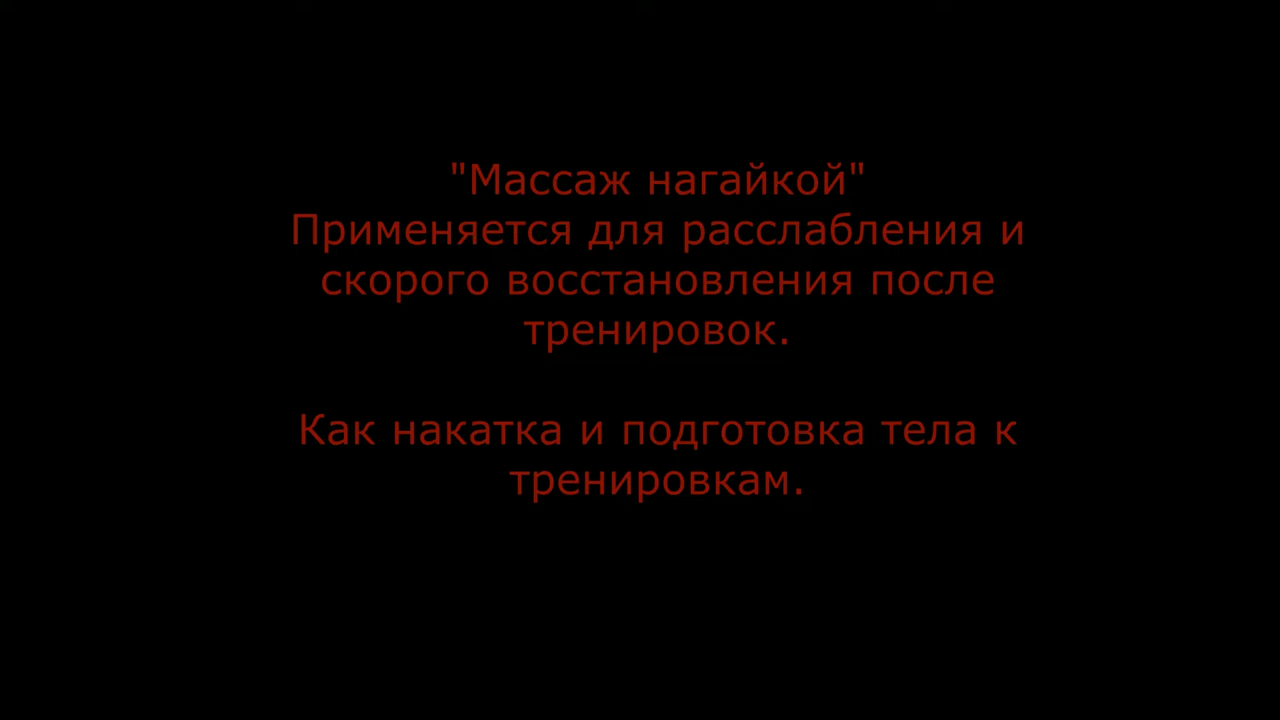 "Массаж нагайкой"
Применяется для расслабления и
скорого восстановления после
тренировок.
Как накатка и подготовка тела к
тренировкам.